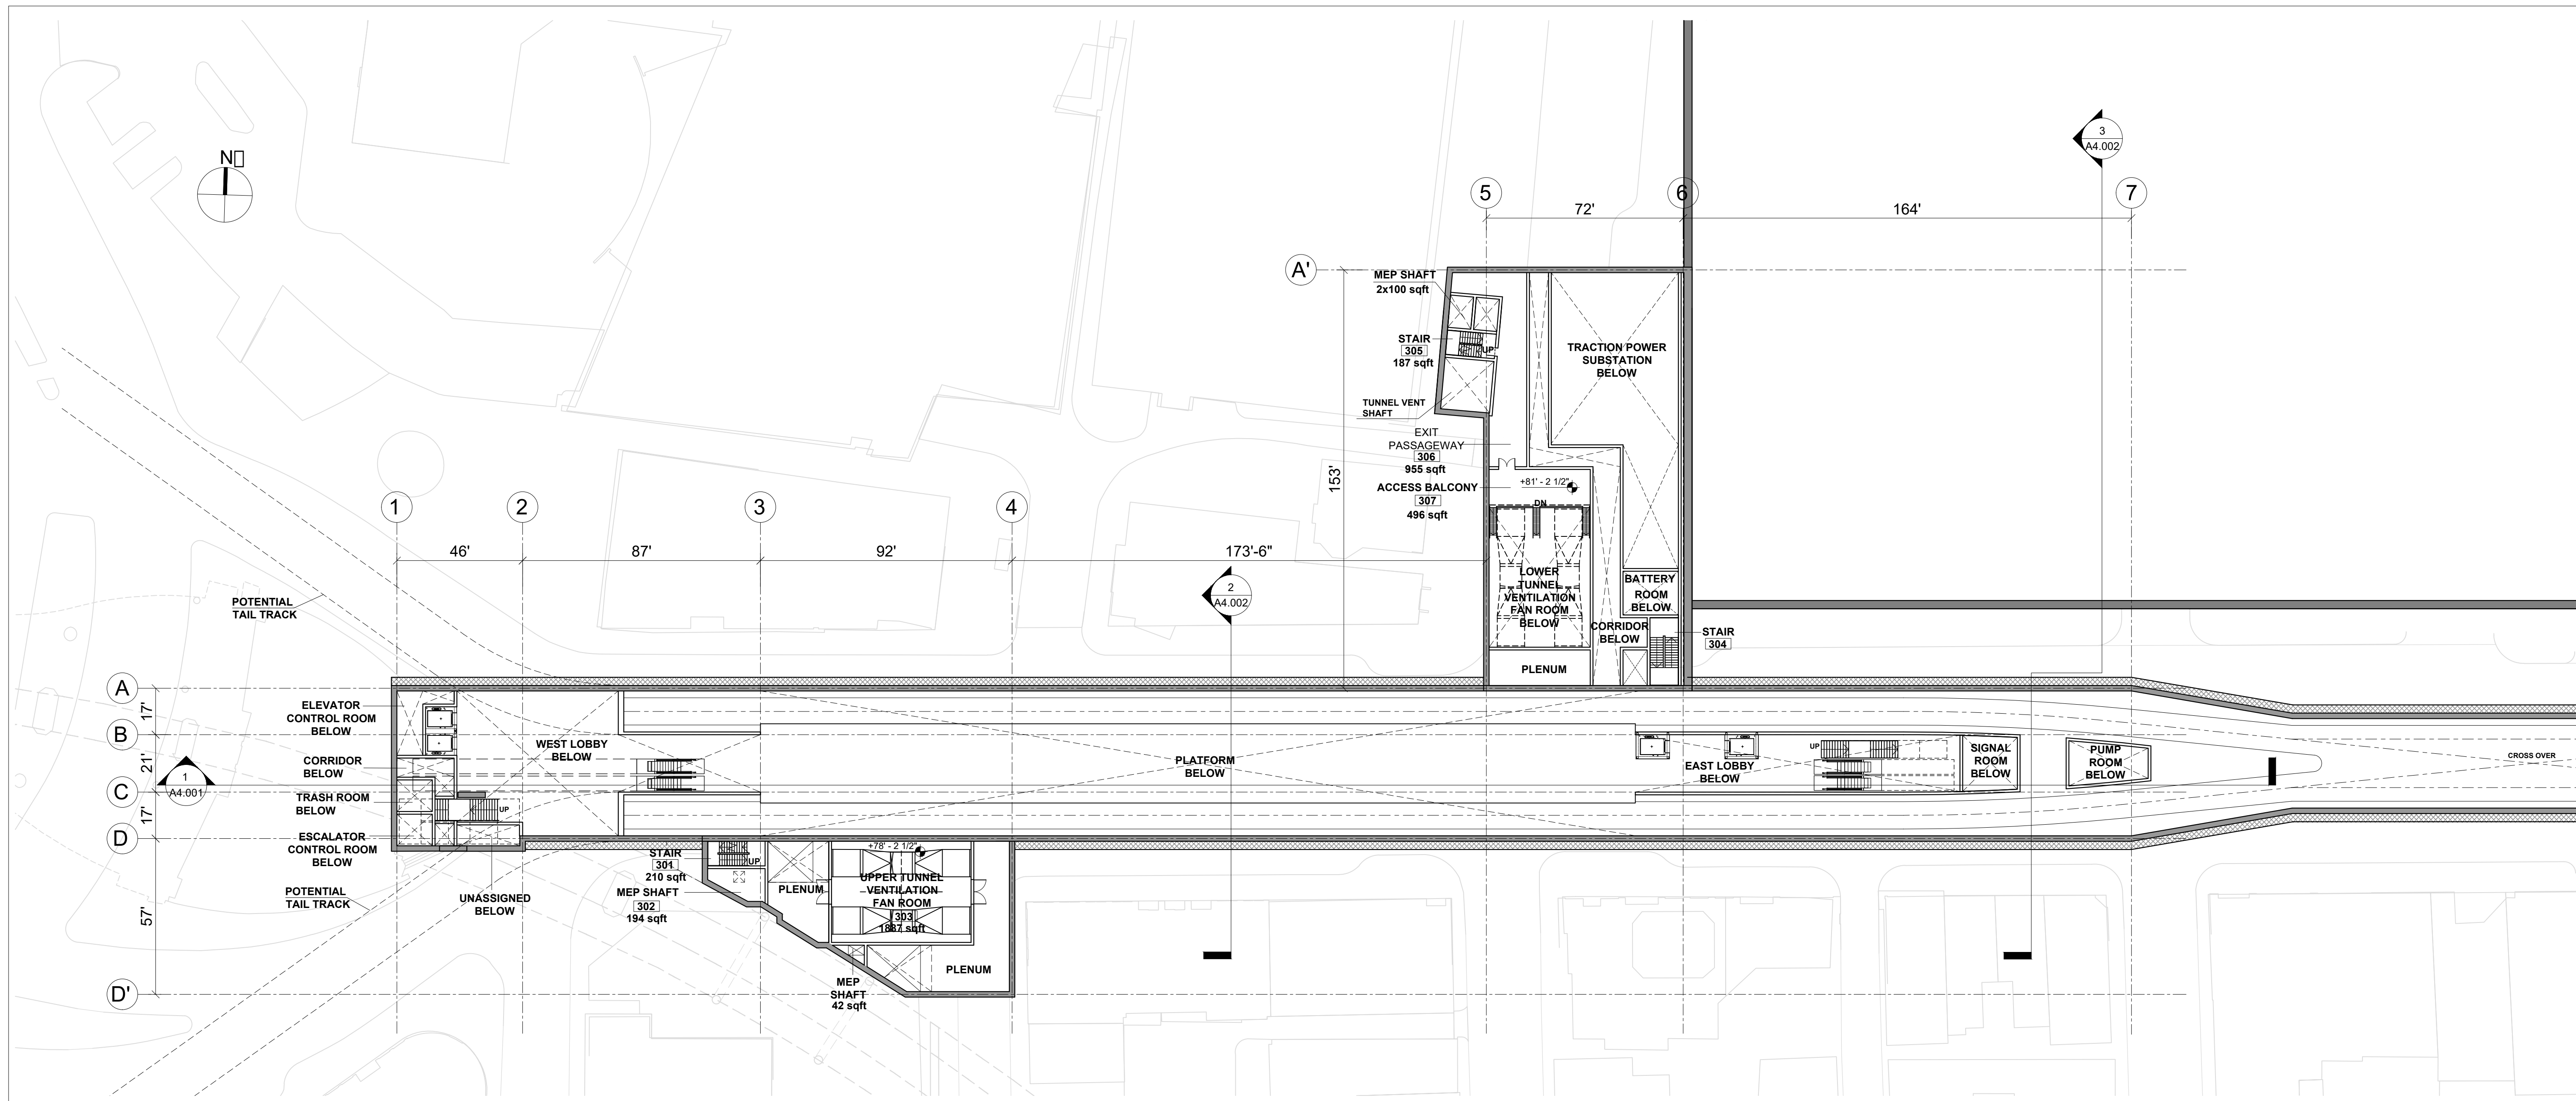 N
3
A4.002
5
6
7
72'
164'
A'
MEP SHAFT
2x100 sqft
STAIR
305
187 sqft
UP
TRACTION POWER
SUBSTATION
BELOW
TUNNEL VENT
SHAFT
EXIT
PASSAGEWAY
306
955 sqft
153'
ACCESS BALCONY
307
496 sqft
+81' - 2 1/2"
DN
1
2
3
4
46'
87'
92'
173'-6"
2
A4.002
LOWER
TUNNEL
VENTILATION
FAN ROOM
BELOW
BATTERY
ROOM
BELOW
CORRIDOR
BELOW
STAIR
304
PLENUM
POTENTIAL
TAIL TRACK
A
B
C
D
D'
17'
21'
17'
57'
1
A4.001
ELEVATOR
CONTROL ROOM
BELOW
CORRIDOR
BELOW
TRASH ROOM
BELOW
ESCALATOR
CONTROL ROOM
BELOW
POTENTIAL
TAIL TRACK
UP
WEST LOBBY
BELOW
UNASSIGNED
BELOW
PLATFORM
BELOW
EAST LOBBY
BELOW
UP
SIGNAL
ROOM
BELOW
PUMP
ROOM
BELOW
CROSS OVER
STAIR
301
210 sqft
UP
MEP SHAFT
302
194 sqft
PLENUM
+78' - 2 1/2"
UPPER TUNNEL
VENTILATION
FAN ROOM
303
1887 sqft
MEP
SHAFT
42 sqft
PLENUM